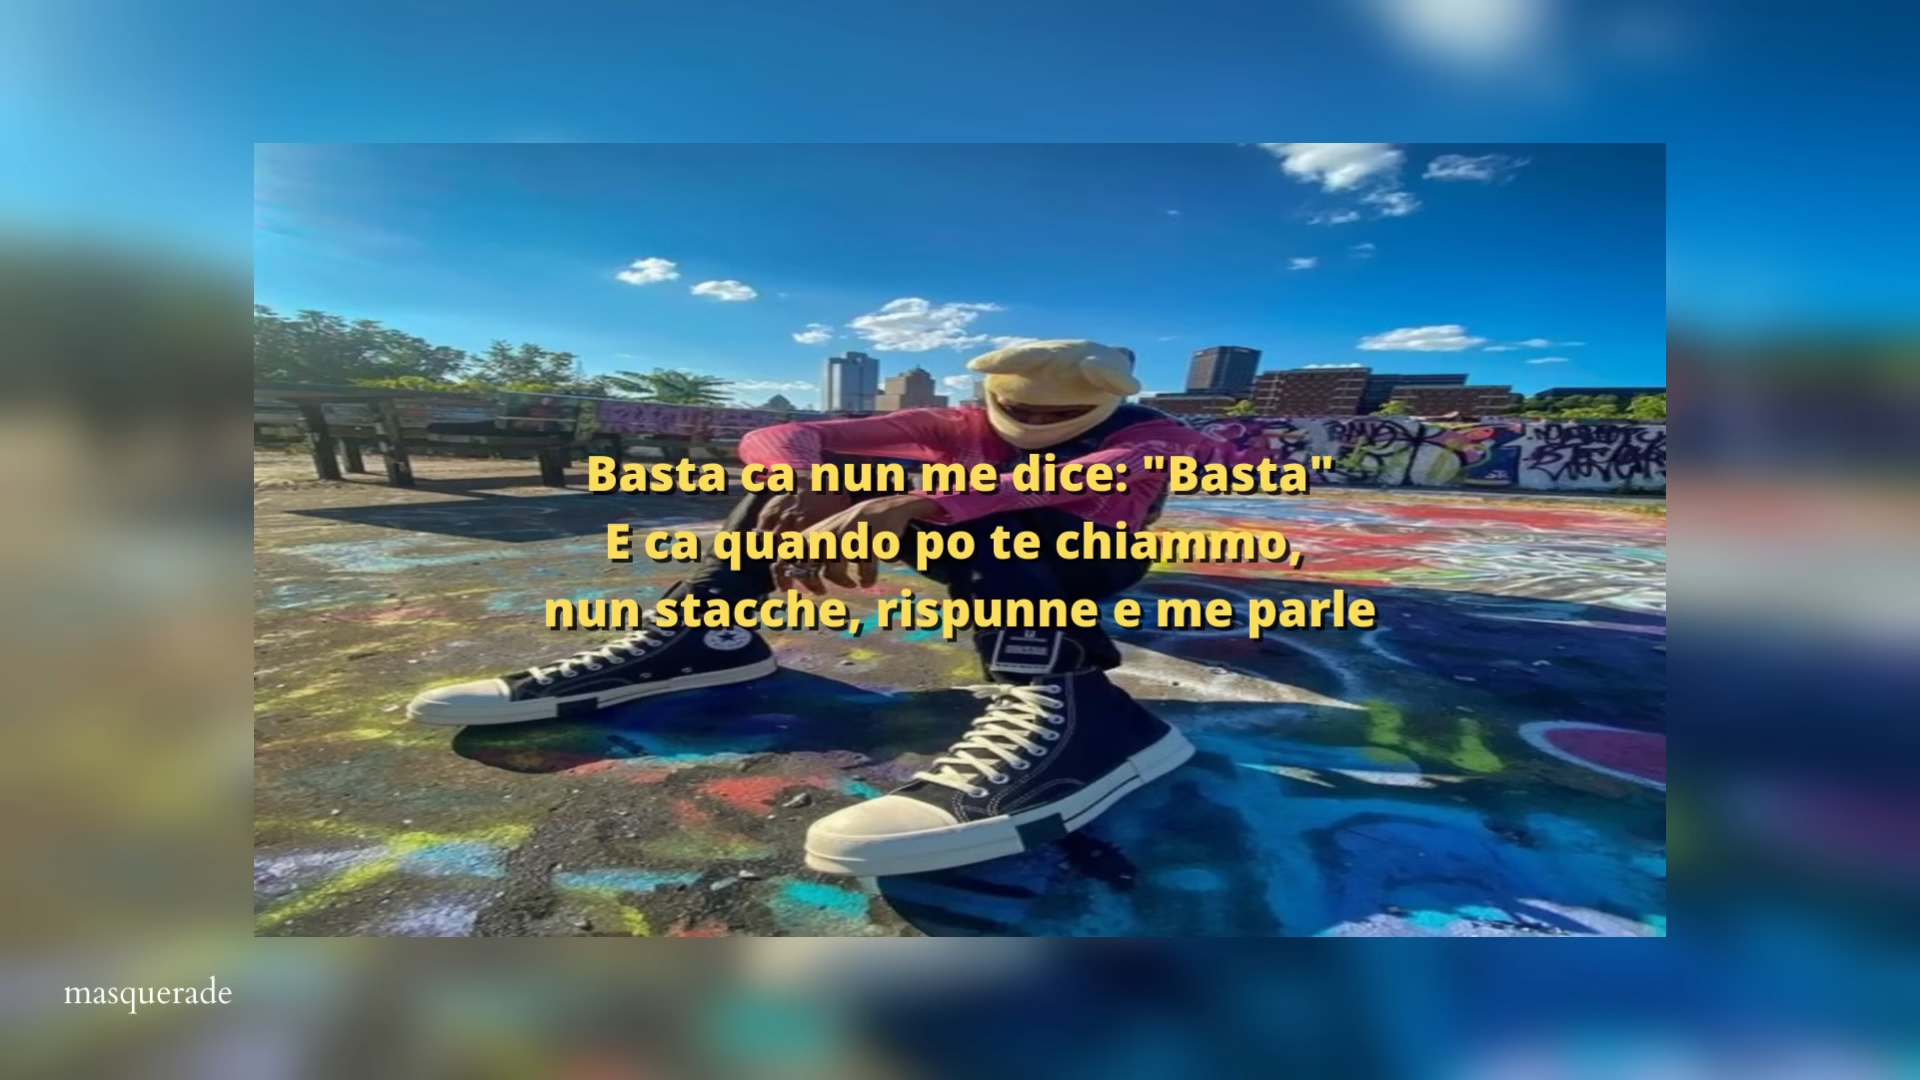 Basta ca nun me dice: "Basta"
E ca quando po te chiammo,
nun stacche, rispunne e me parle
masquerade